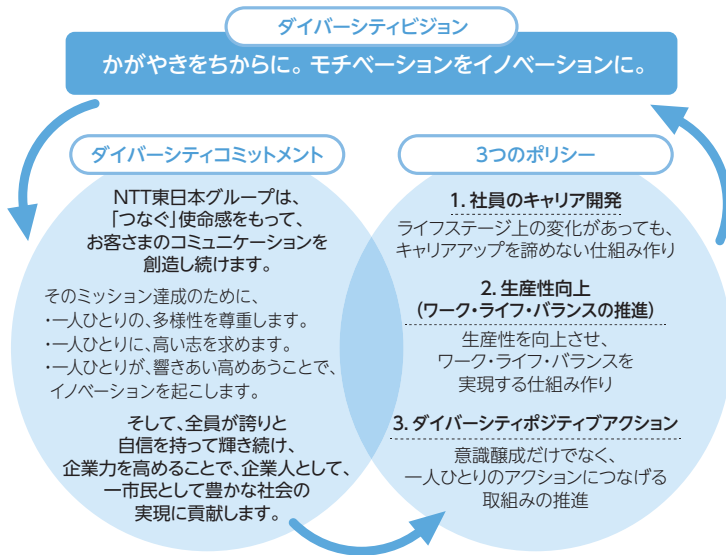 ダイバーシティビジョン
かがやきをちからに。モチベーションをイノベーションに。
ダイバーシティコミットメント
NTT東日本グループは、
「つなぐ」使命感をもって、
お客さまのコミュニケーションを
創造し続けます。
そのミッション達成のために、
・一人ひとりの、多様性を尊重します。
・一人ひとりに、高い志を求めます。
・一人ひとりが、響きあい高めあうことで、
イノベーションを起こします。
そして、全員が誇りと
自信を持って輝き続け、
企業力を高めることで、企業人として、
一市民として豊かな社会の
実現に貢献します。
3つのポリシー
1. 社員のキャリア開発
ライフステージ上の変化があっても、
キャリアアップを諦めない仕組み作り
2. 生産性向上
(ワーク・ライフ・バランスの推進)
生産性を向上させ、
ワーク・ライフ・バランスを
実現する仕組み作り
3. ダイバーシティポジティブアクション
意識醸成だけでなく、
一人ひとりのアクションにつなげる
取組みの推進